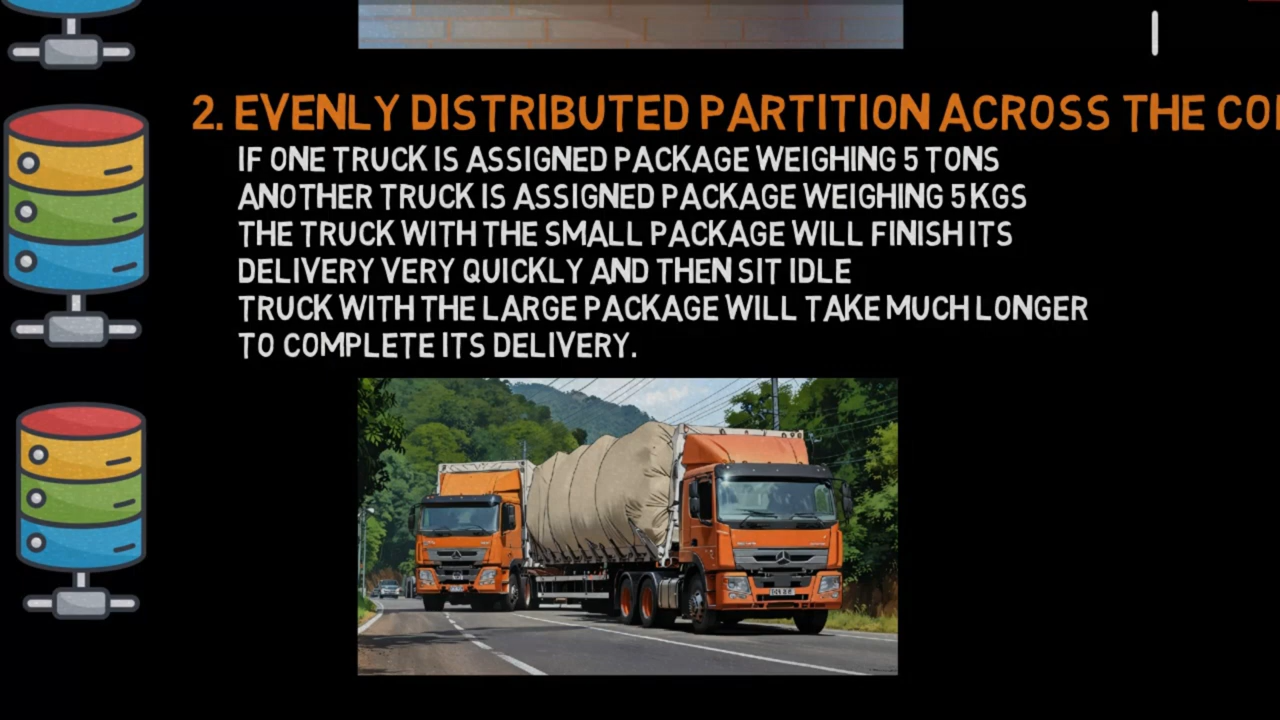 2. EVENLY DISTRIBUTED PARTITION ACROSS THE
IF ONE TRUCK IS ASSIGNED PACKAGE WEIGHING 5 TONS
ANOTHER TRUCK IS ASSIGNED PACKAGE WEIGHING 5 KGS
THE TRUCK WITH THE SMALL PACKAGE WILL FINISH ITS
DELIVERY VERY QUICKLY AND THEN SIT IDLE
TRUCK WITH THE LARGE PACKAGE WILL TAKE MUCH LONGER
TO COMPLETE ITS DELIVERY.